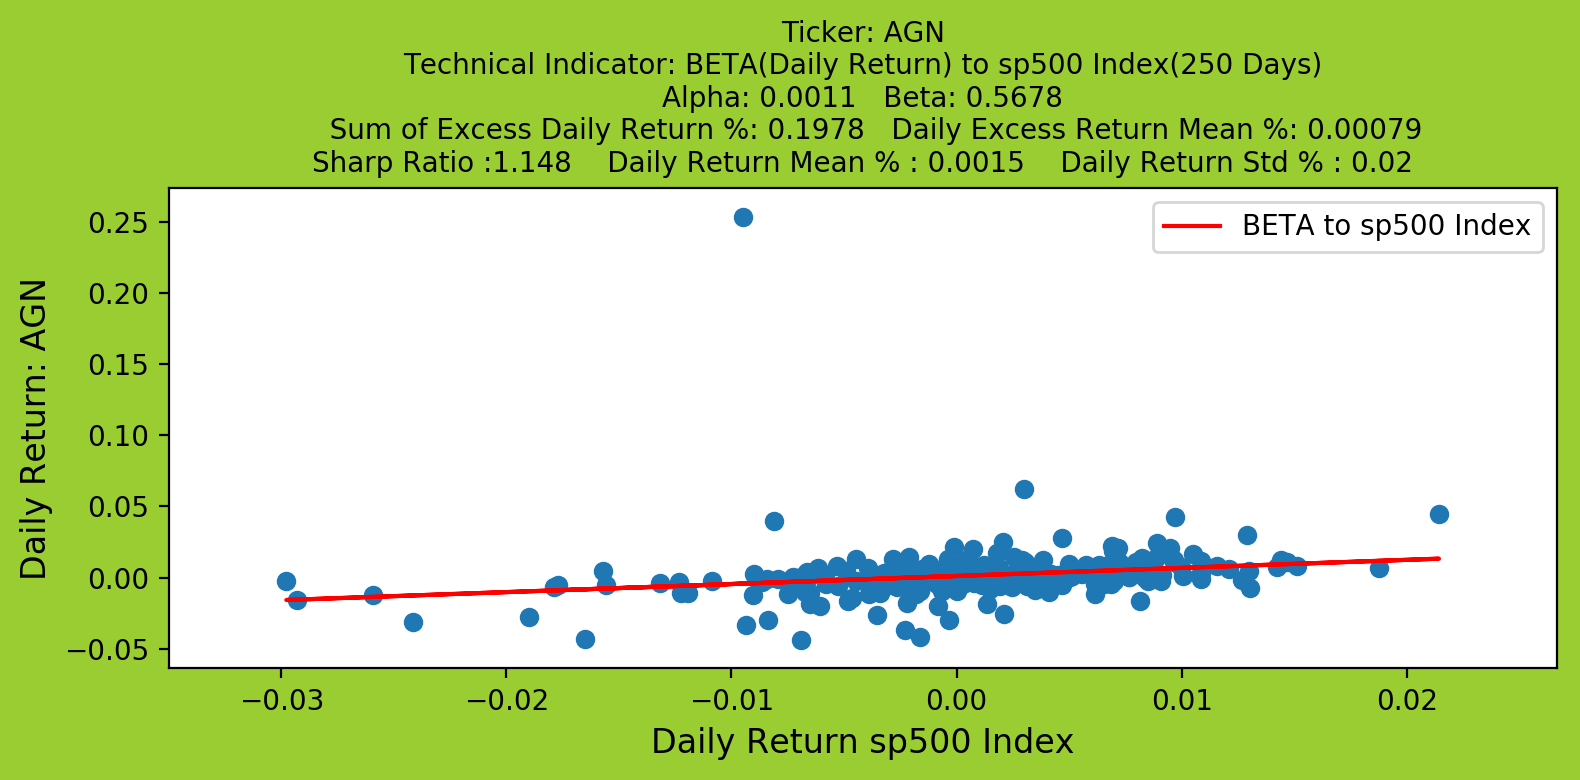 Ticker: AGN
Technical Indicator: BETA(Daily Return) to sp500 Index(250 Days)
Alpha: 0.0011   Beta: 0.5678
Sum of Excess Daily Return %: 0.1978   Daily Excess Return Mean %: 0.00079
Sharp Ratio :1.148    Daily Return Mean % : 0.0015    Daily Return Std % : 0.02
BETA to sp500 Index
Daily Return: AGN
0.25
0.20
0.15
0.10
0.05
0.00
−0.05
−0.03
−0.02
−0.01
0.00
0.01
0.02
Daily Return sp500 Index